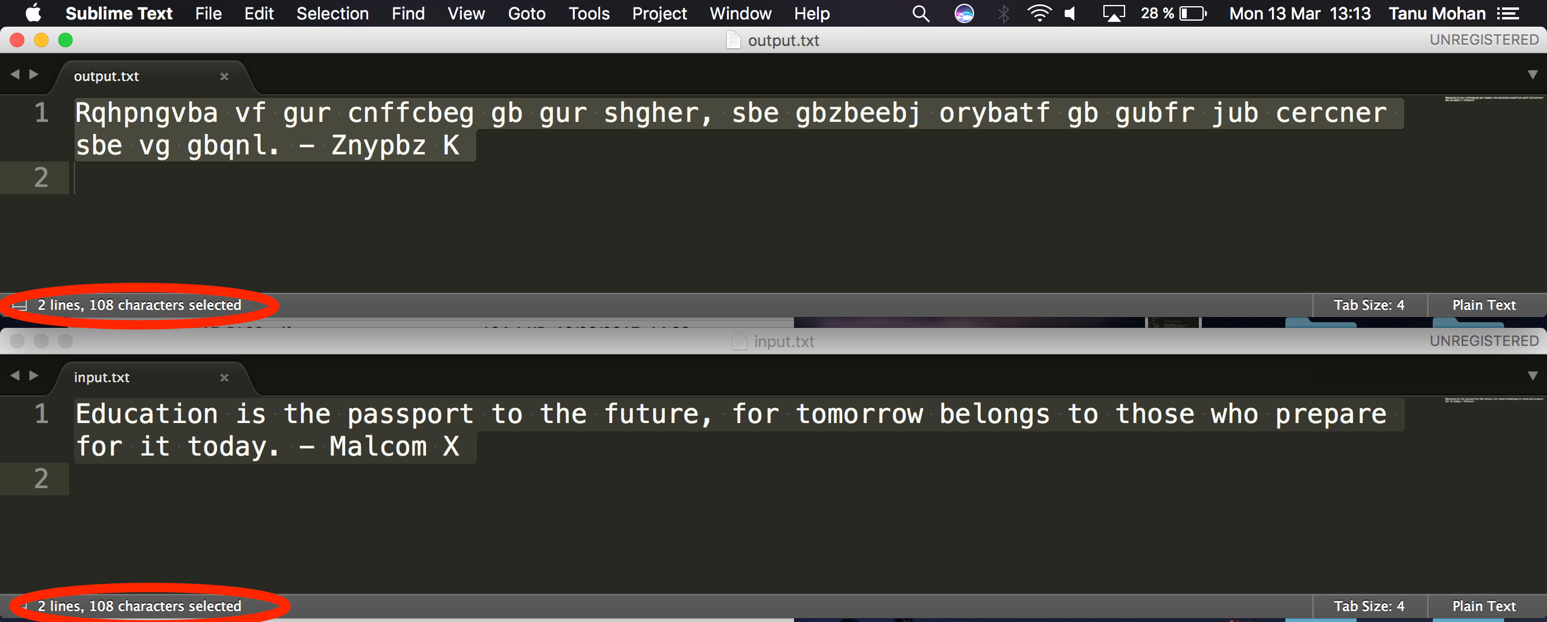 Sublime Text File Edit Selection Find View Goto Tools Project Window Help 28 % Mon 13 Mar 13:13 Tanu Mohan
output.txt UNREGISTERED
output.txt ×
1 Rqhpngvba vf gur cnffcbeg gb gur shgher, sbe gbzbeebj orybatf gb gubfr jub cercner
sbe vg gbqnl. – Znypbz K
2
2 lines, 108 characters selected Tab Size: 4 Plain Text
input.txt UNREGISTERED
input.txt ×
1 Education is the passport to the future, for tomorrow belongs to those who prepare
for it today. – Malcom X
2
2 lines, 108 characters selected Tab Size: 4 Plain Text